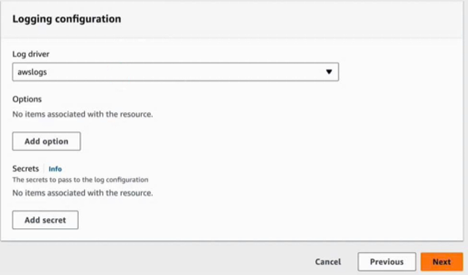 Logging configuration
Log driver
awslogs
Options
No items associated with the resource.
Add option
Secrets Info
The secrets to pass to the log configuration
No items associated with the resource.
Add secret
Cancel Previous Next